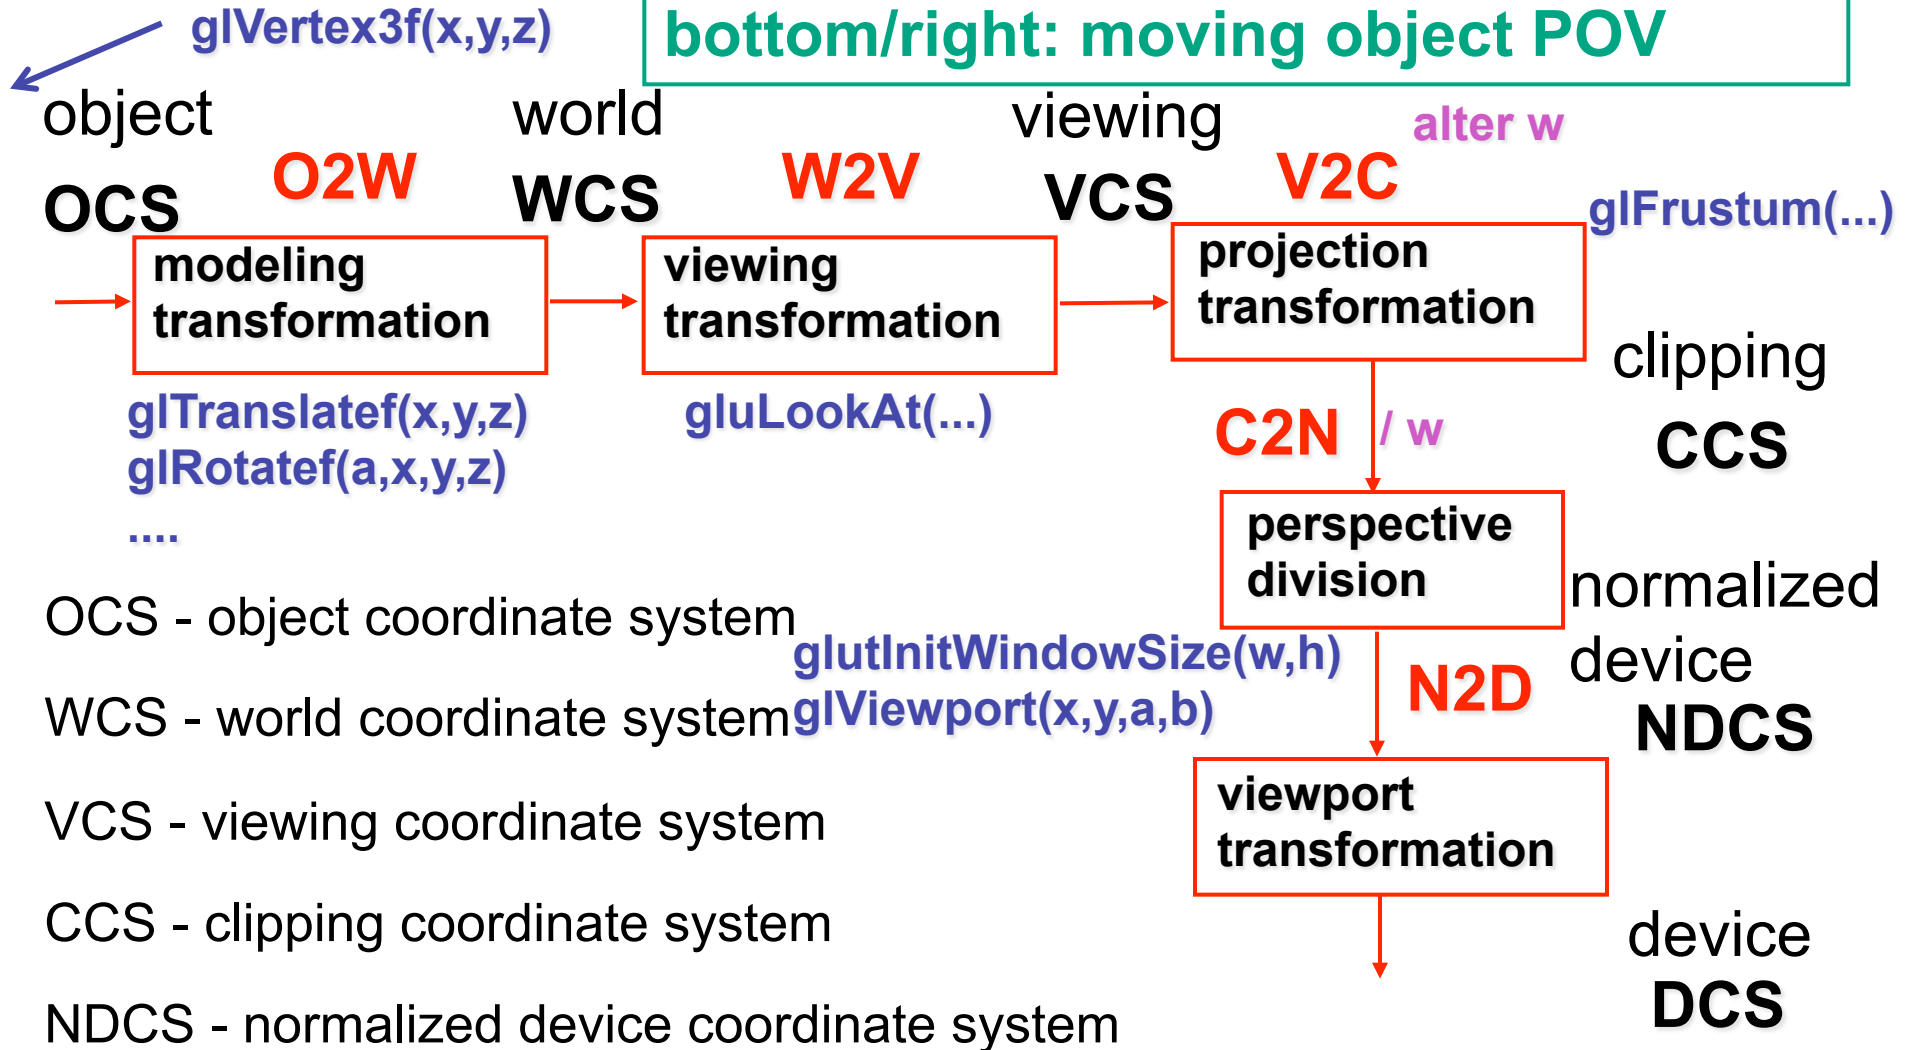 glVertex3f(x,y,z)
bottom/right: moving object POV
object
world
viewing
alter w
O2W
W2V
V2C
OCS
WCS
VCS
glFrustum(...)
modeling
transformation
viewing
transformation
projection
transformation
clipping
CCS
glTranslatef(x,y,z)
glRotatef(a,x,y,z)
....
gluLookAt(...)
C2N
/ w
perspective
division
normalized
device
NDCS
OCS - object coordinate system
glutInitWindowSize(w,h)
glViewport(x,y,a,b)
N2D
WCS - world coordinate system
viewport
transformation
VCS - viewing coordinate system
CCS - clipping coordinate system
device
DCS
NDCS - normalized device coordinate system